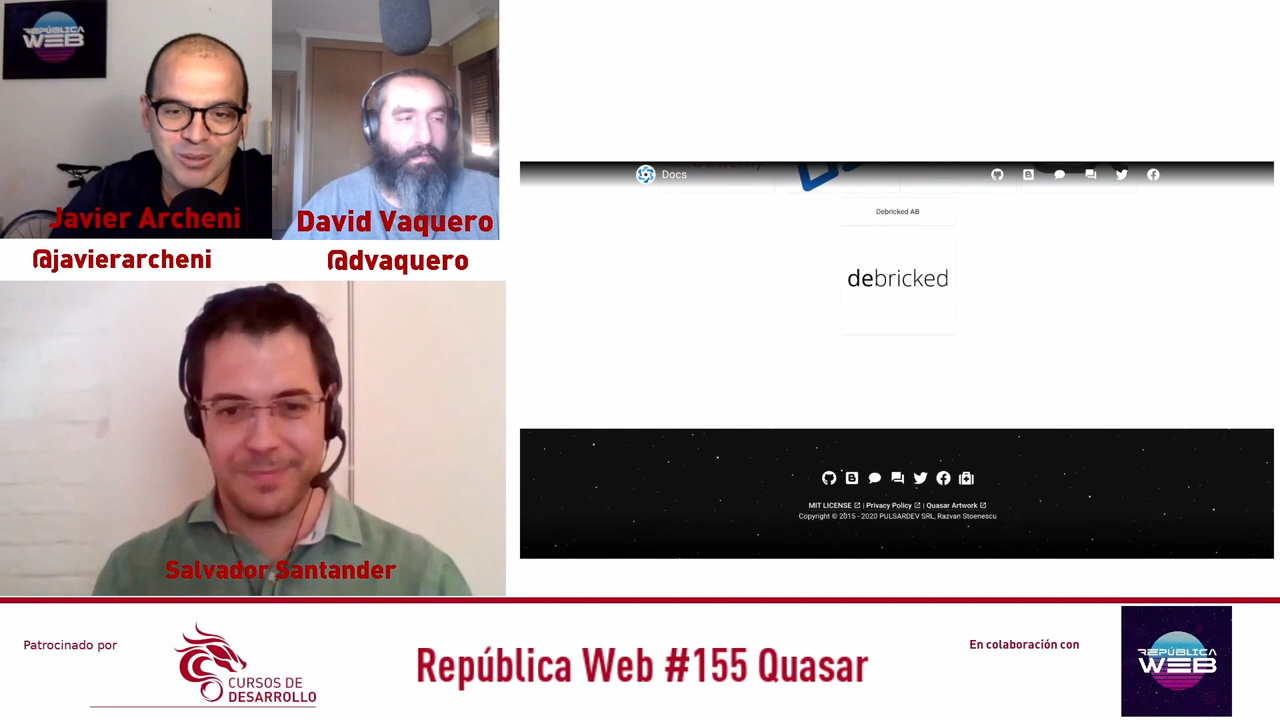 REPÚBLICA
WEB
Javier Archeni
David Vaquero
@javierarcheni
@dvaquero
Salvador Santander
Docs
Debricked AB
debricked
MIT LICENSE | Privacy Policy | Quasar Artwork
Copyright © 2015 - 2020 PULSARDEV SRL, Razvan Stoenescu
Patrocinado por
CURSOS DE
DESARROLLO
República Web #155 Quasar
En colaboración con
REPÚBLICA
WEB